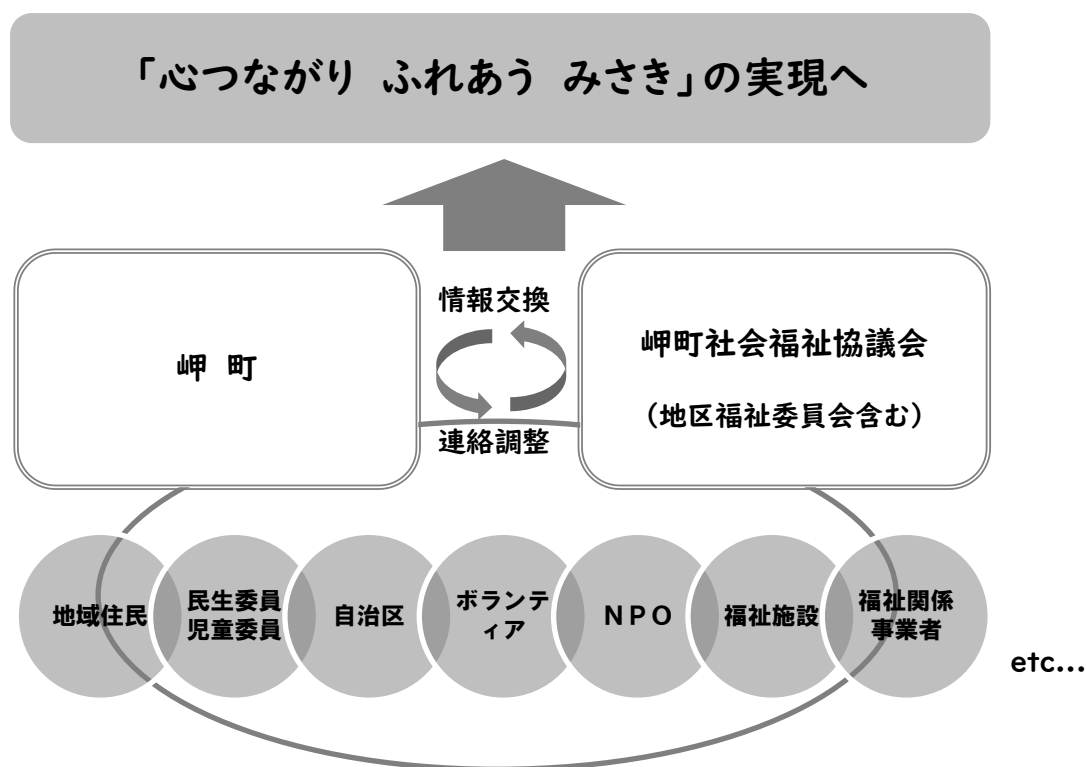 「心つながり ふれあう みさき」の実現へ
情報交換
岬 町
岬町社会福祉協議会
（地区福祉委員会含む）
連絡調整
地域住民
民生委員
児童委員
自治区
ボランテ
ィア
ＮＰＯ
福祉施設
福祉関係
事業者
etc…